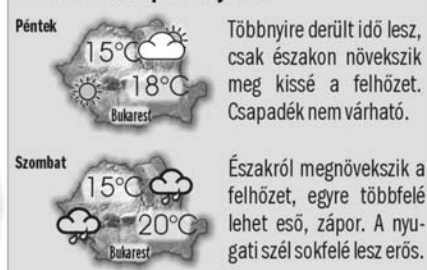 Péntek
15°C
18°C
Bukarest
Többnyire derült idő lesz,
csak északon növekszik
meg kissé a felhőzet.
Csapadék nem várható.
Szombat
15°C
20°C
Bukarest
Északról megnövekszik a
felhőzet, egyre többfelé
lehet eső, zápor. A nyu-
gati szél sokfelé lesz erős.